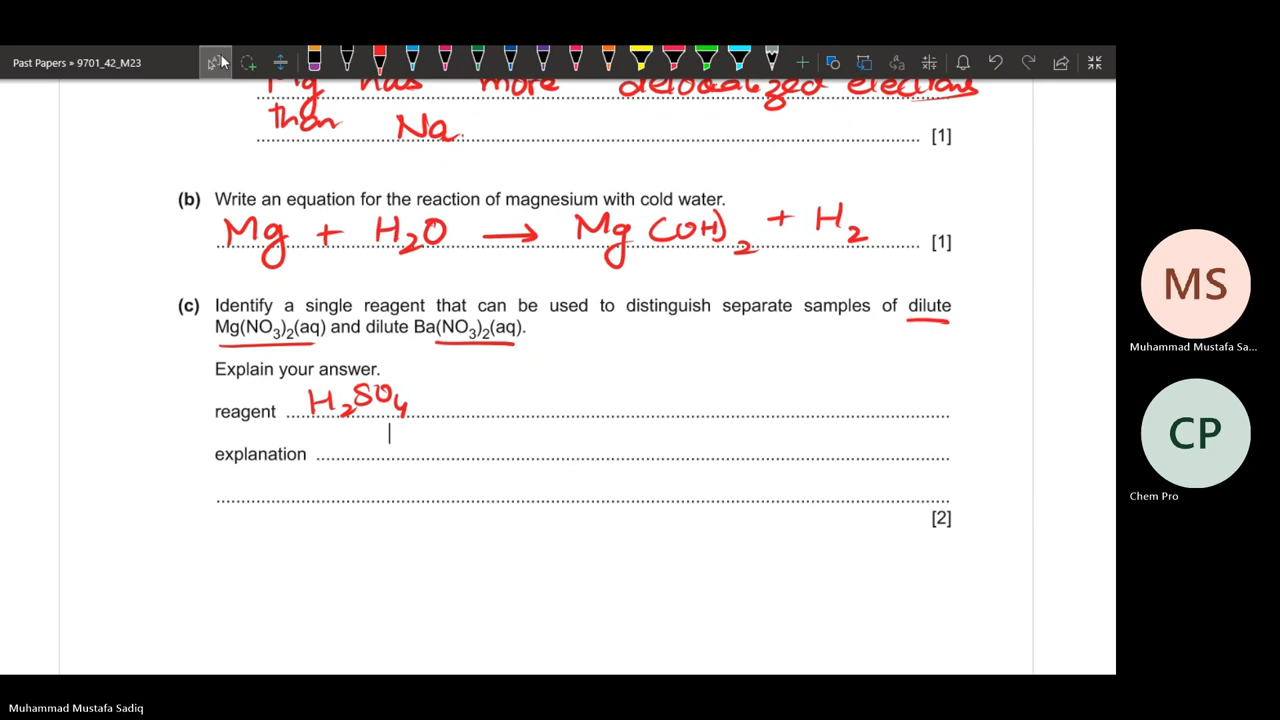 Past Papers » 9701_42_M23
Mg has more delocalized electrons
than Na.
[1]
(b) Write an equation for the reaction of magnesium with cold water.
Mg + H₂O → Mg(OH)₂ + H₂
[1]
(c) Identify a single reagent that can be used to distinguish separate samples of dilute
Mg(NO₃)₂(aq) and dilute Ba(NO₃)₂(aq).
Explain your answer.
reagent H₂SO₄
explanation
[2]
MS
Muhammad Mustafa Sa...
CP
Chem Pro
Muhammad Mustafa Sadiq